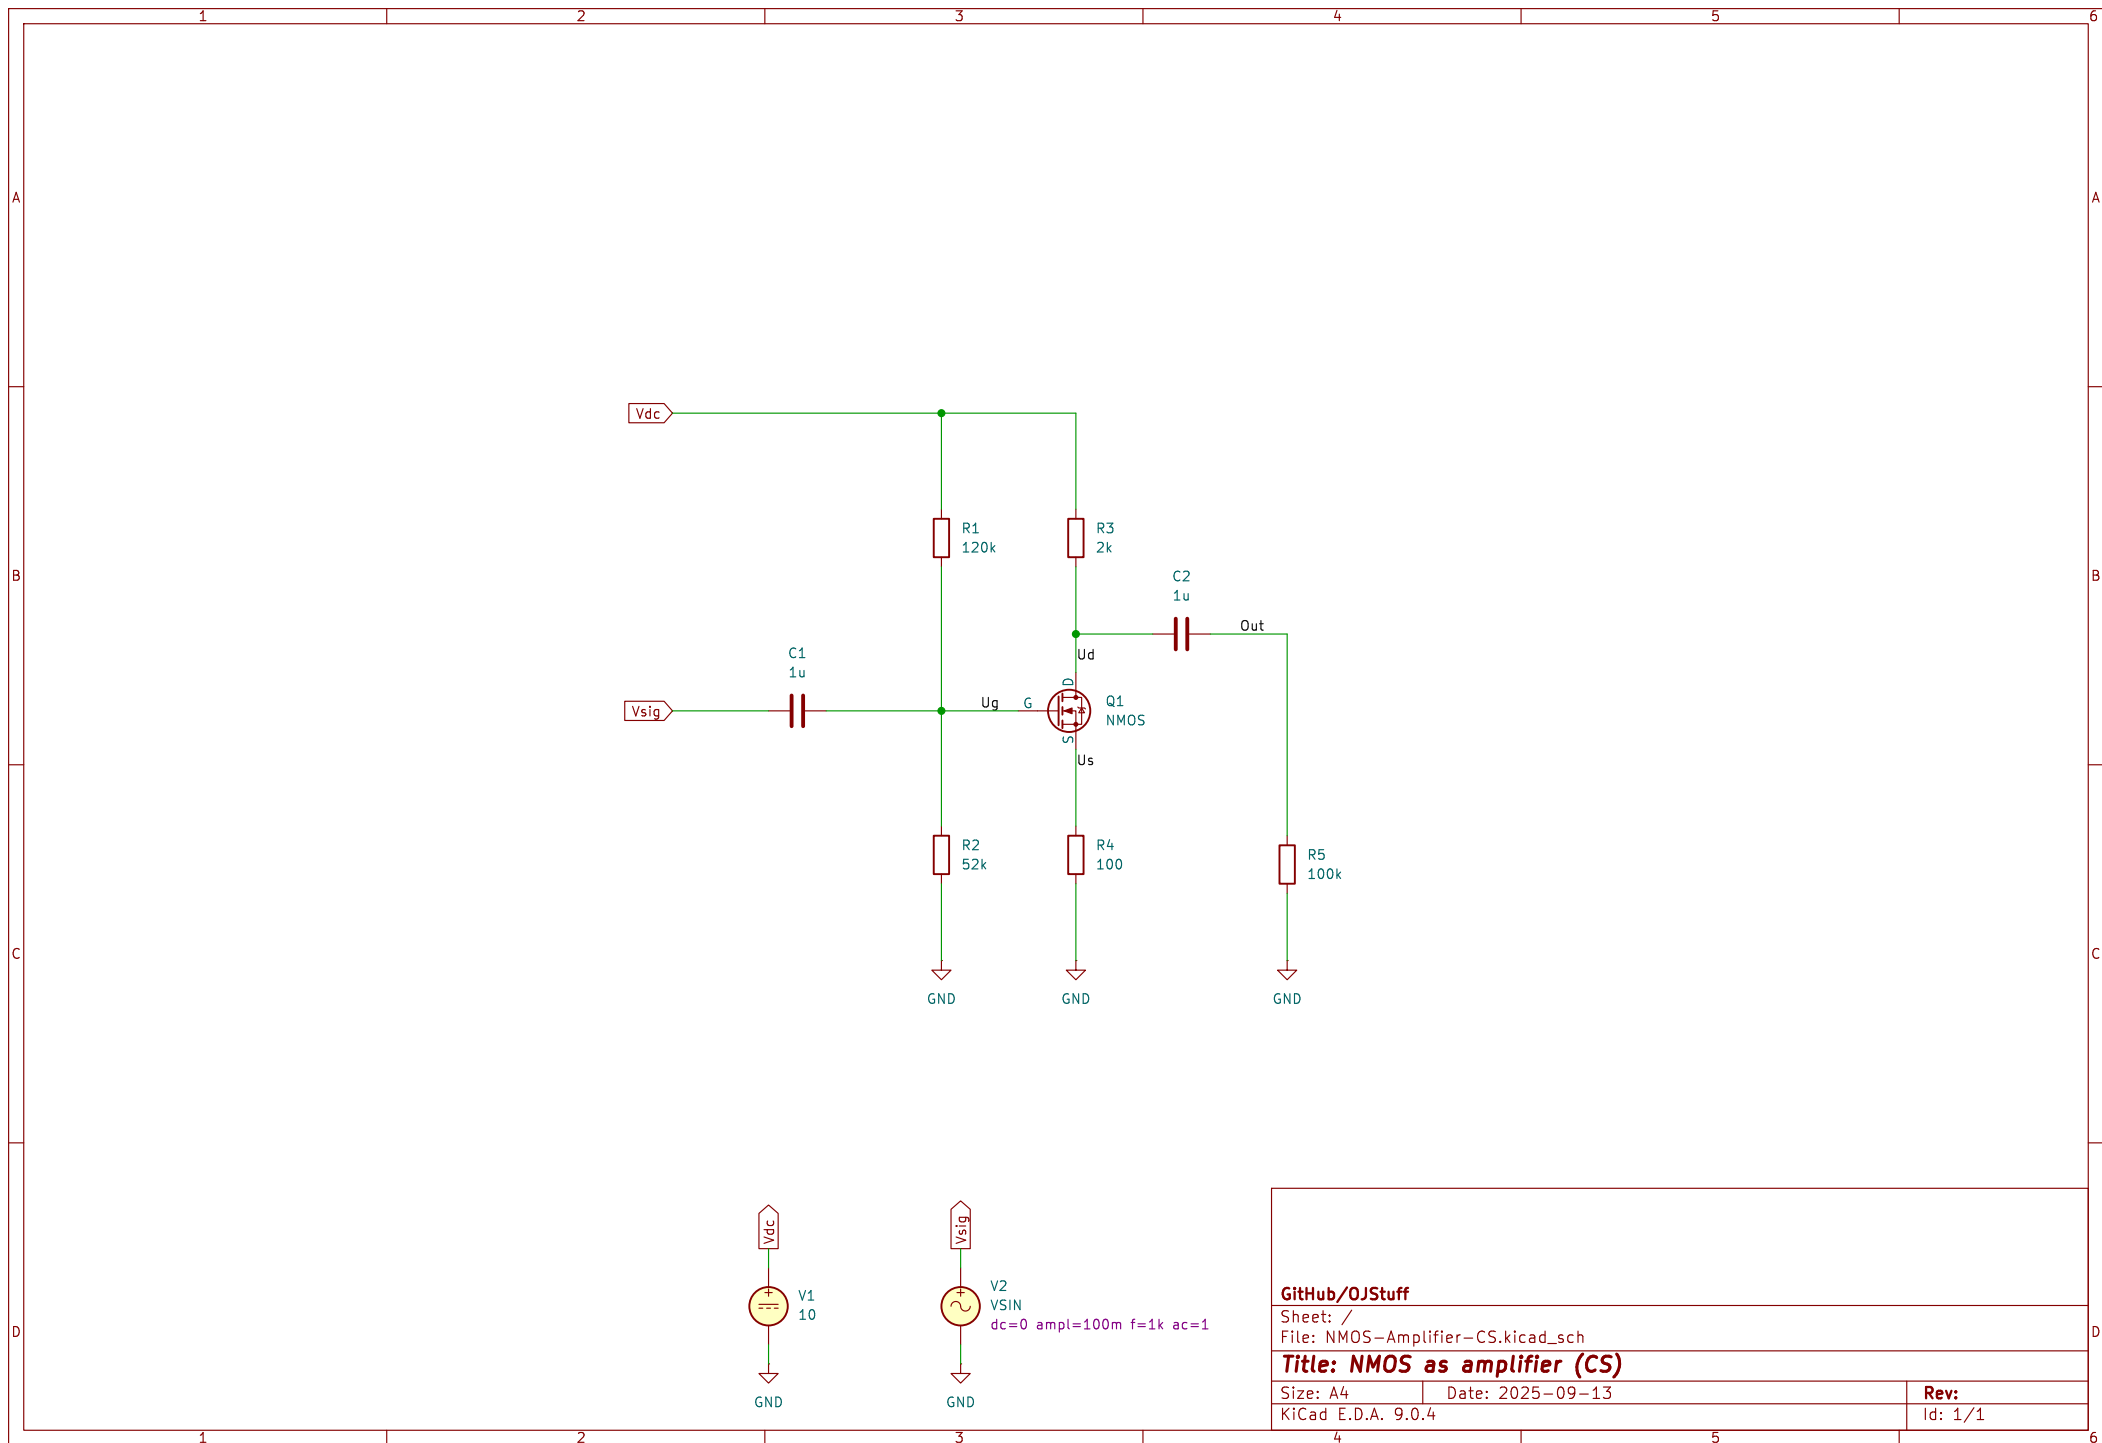 1 2 3 4 5 6
A A
Vdc
R1
120k
R3
2k
B B
C2
1u
Out
C1
1u
Ud
D
Vsig
Ug
G
Q1
NMOS
S
Us
R2
52k
R4
100
R5
100k
C C
GND GND GND
Vdc
Vsig
V1
10
V2
VSIN
dc=0 ampl=100m f=1k ac=1
GND GND
GitHub/OJStuff
Sheet: /
File: NMOS-Amplifier-CS.kicad_sch
D D
Title: NMOS as amplifier (CS)
Size: A4 Date: 2025-09-13 Rev:
KiCad E.D.A. 9.0.4 Id: 1/1
1 2 3 4 5 6